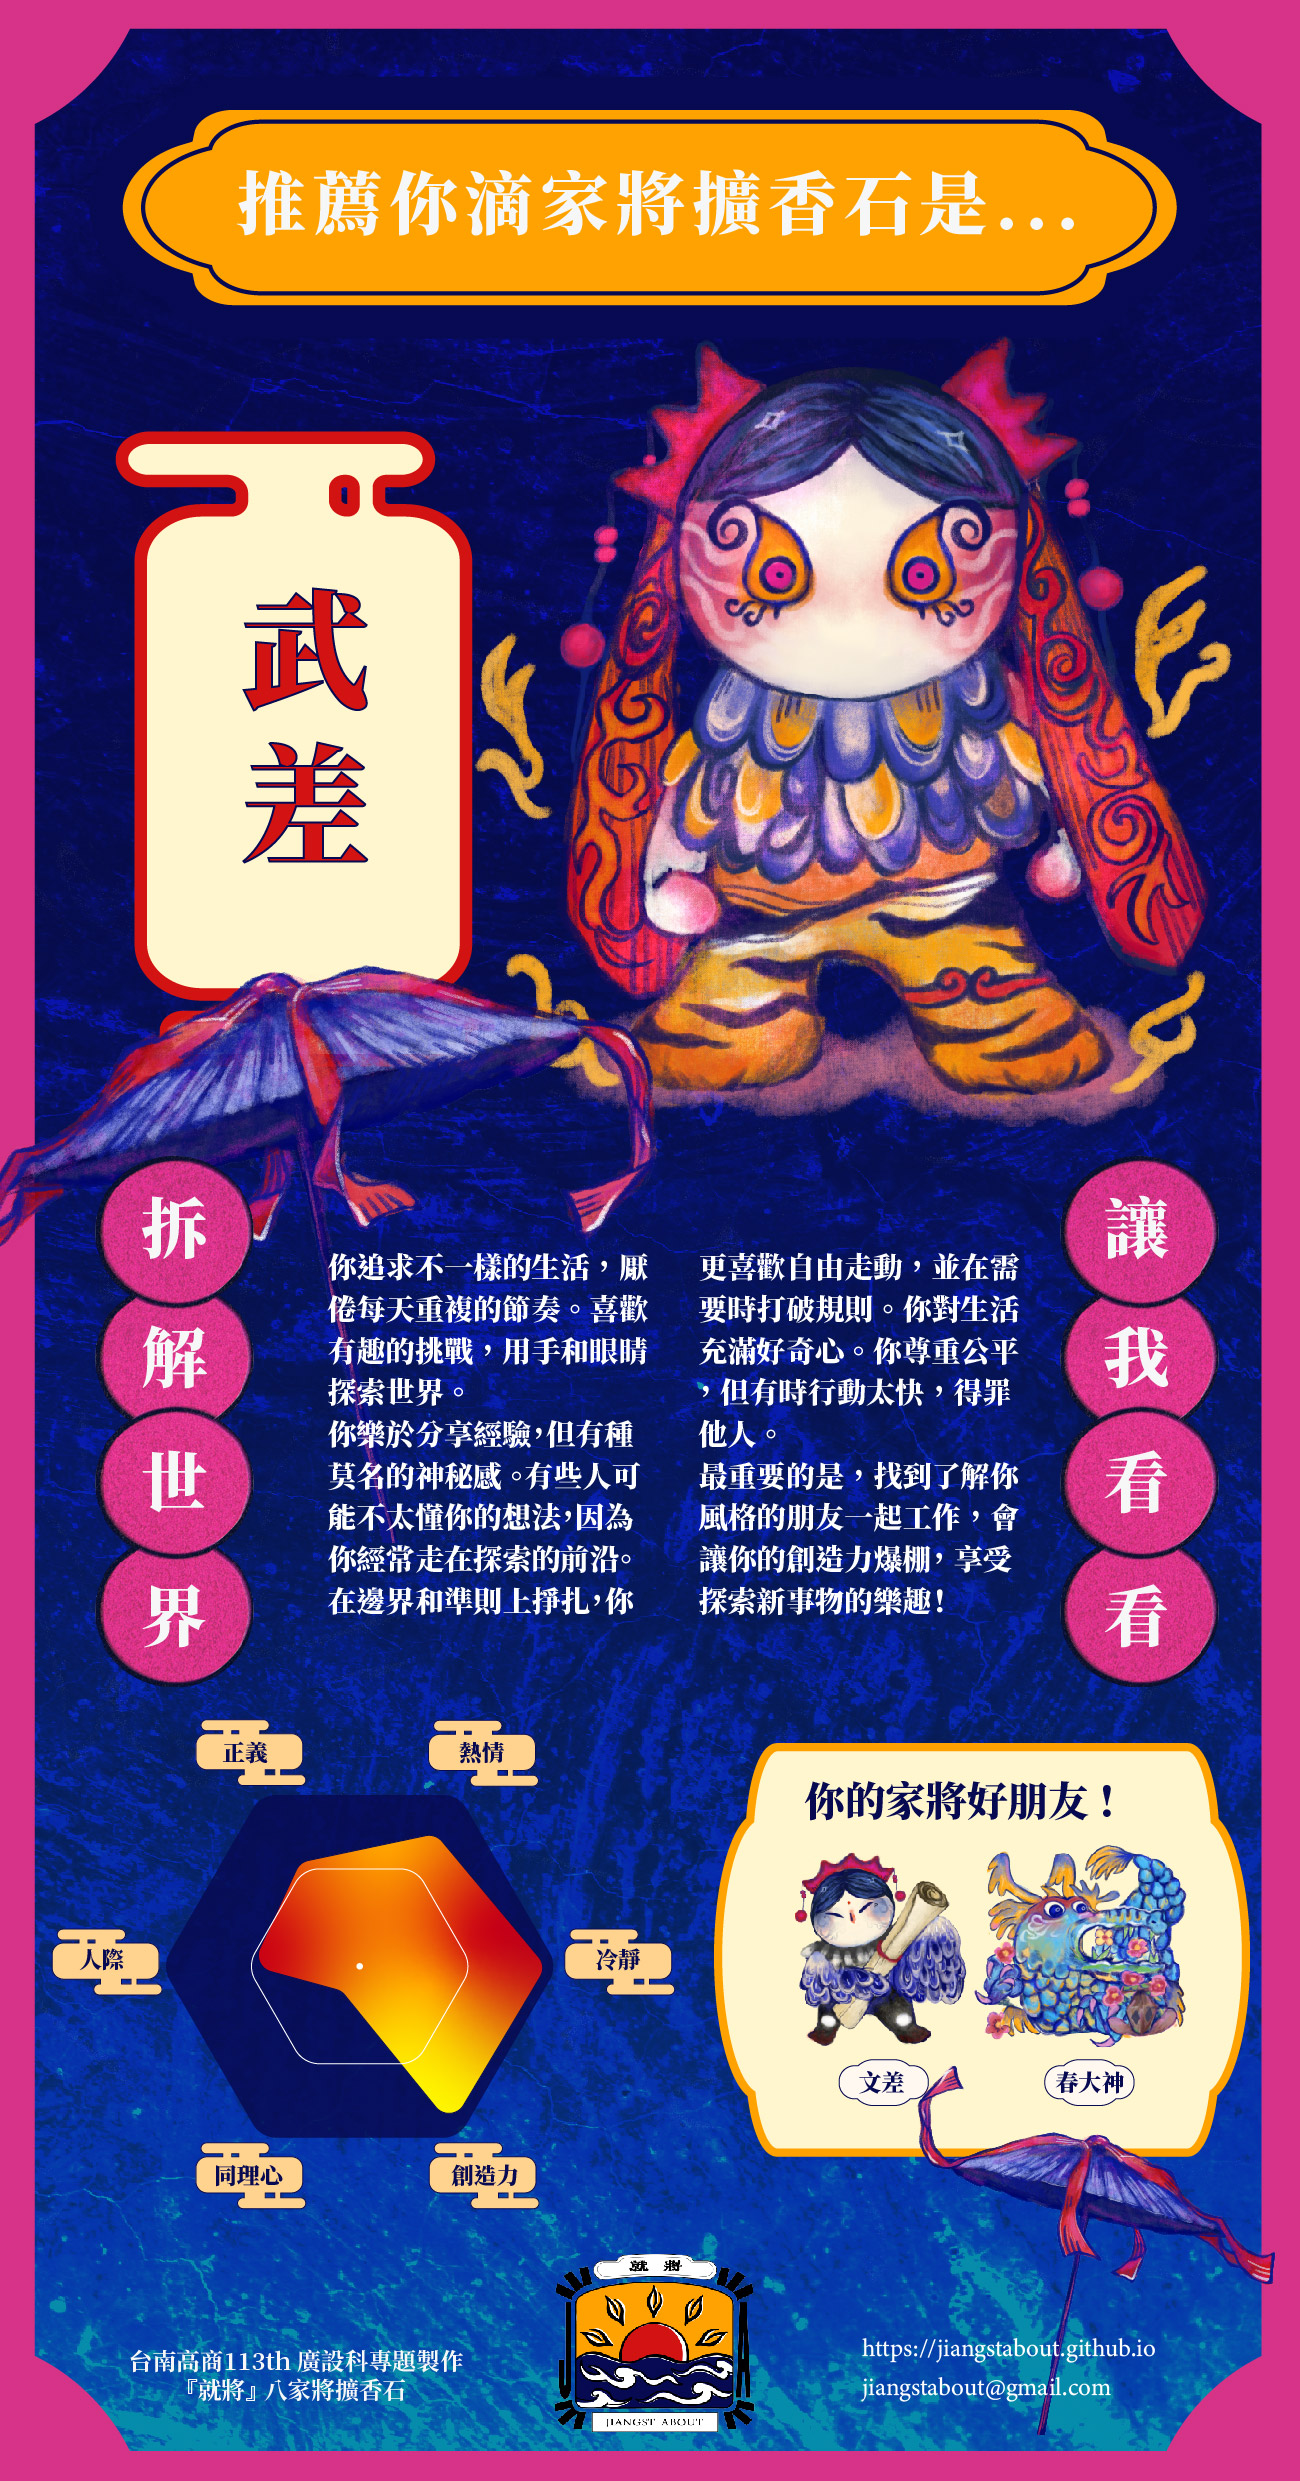 推薦你滴家將擴香石是...
武差
拆解世界
你追求不一樣的生活，厭
倦每天重複的節奏。喜歡
有趣的挑戰，用手和眼睛
探索世界。
你樂於分享經驗，但有種
莫名的神秘感。有些人可
能不太懂你的想法，因為
你經常走在探索的前沿。
在邊界和準則上掙扎，你
更喜歡自由走動，並在需
要時打破規則。你對生活
充滿好奇心。你尊重公平
，但有時行動太快，得罪
他人。
最重要的是，找到了解你
風格的朋友一起工作，會
讓你的創造力爆棚，享受
探索新事物的樂趣！
讓我看看
正義
熱情
人際
冷靜
同理心
創造力
你的家將好朋友！
文差
春大神
台南高商113th 廣設科專題製作
『就將』八家將擴香石
就將
JIANGST ABOUT
https://jiangstabout.github.io
jiangstabout@gmail.com